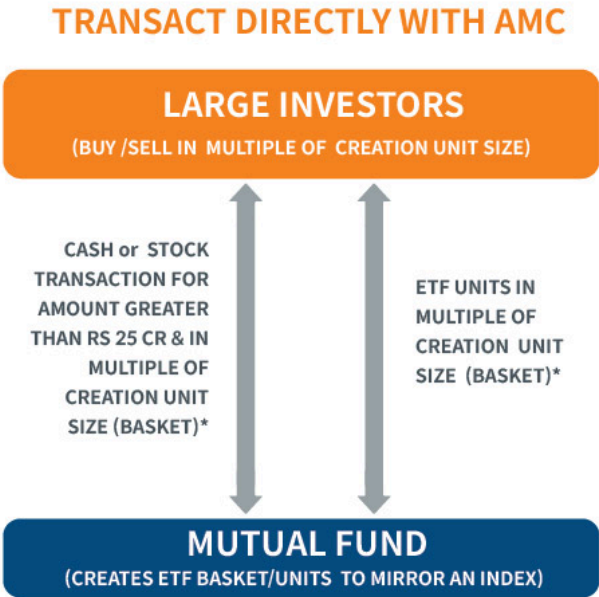 TRANSACT DIRECTLY WITH AMC
LARGE INVESTORS
(BUY /SELL IN MULTIPLE OF CREATION UNIT SIZE)
CASH or STOCK
TRANSACTION FOR
AMOUNT GREATER
THAN RS 25 CR & IN
MULTIPLE OF
CREATION UNIT
SIZE (BASKET)*
ETF UNITS IN
MULTIPLE OF
CREATION UNIT
SIZE (BASKET)*
MUTUAL FUND
(CREATES ETF BASKET/UNITS TO MIRROR AN INDEX)